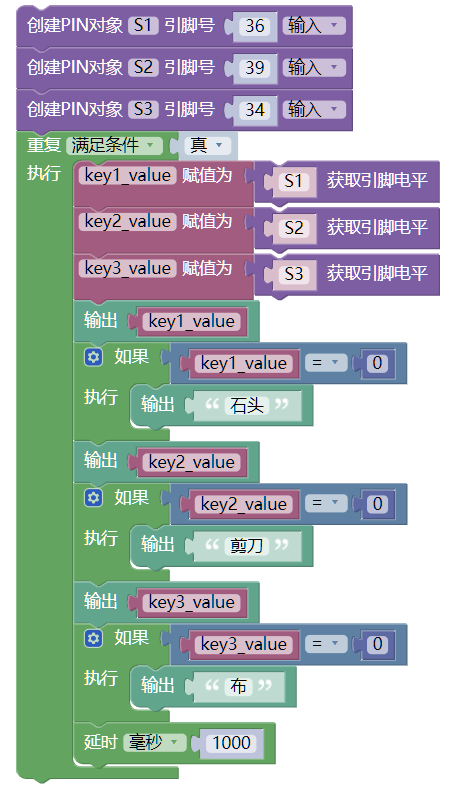 创建PIN对象 S1 引脚号 36 输入
创建PIN对象 S2 引脚号 39 输入
创建PIN对象 S3 引脚号 34 输入
重复 满足条件 真
执行 key1_value 赋值为 S1 获取引脚电平
key2_value 赋值为 S2 获取引脚电平
key3_value 赋值为 S3 获取引脚电平
输出 key1_value
如果 key1_value = 0
执行 输出 “ 石头 ”
输出 key2_value
如果 key2_value = 0
执行 输出 “ 剪刀 ”
输出 key3_value
如果 key3_value = 0
执行 输出 “ 布 ”
延时 毫秒 1000